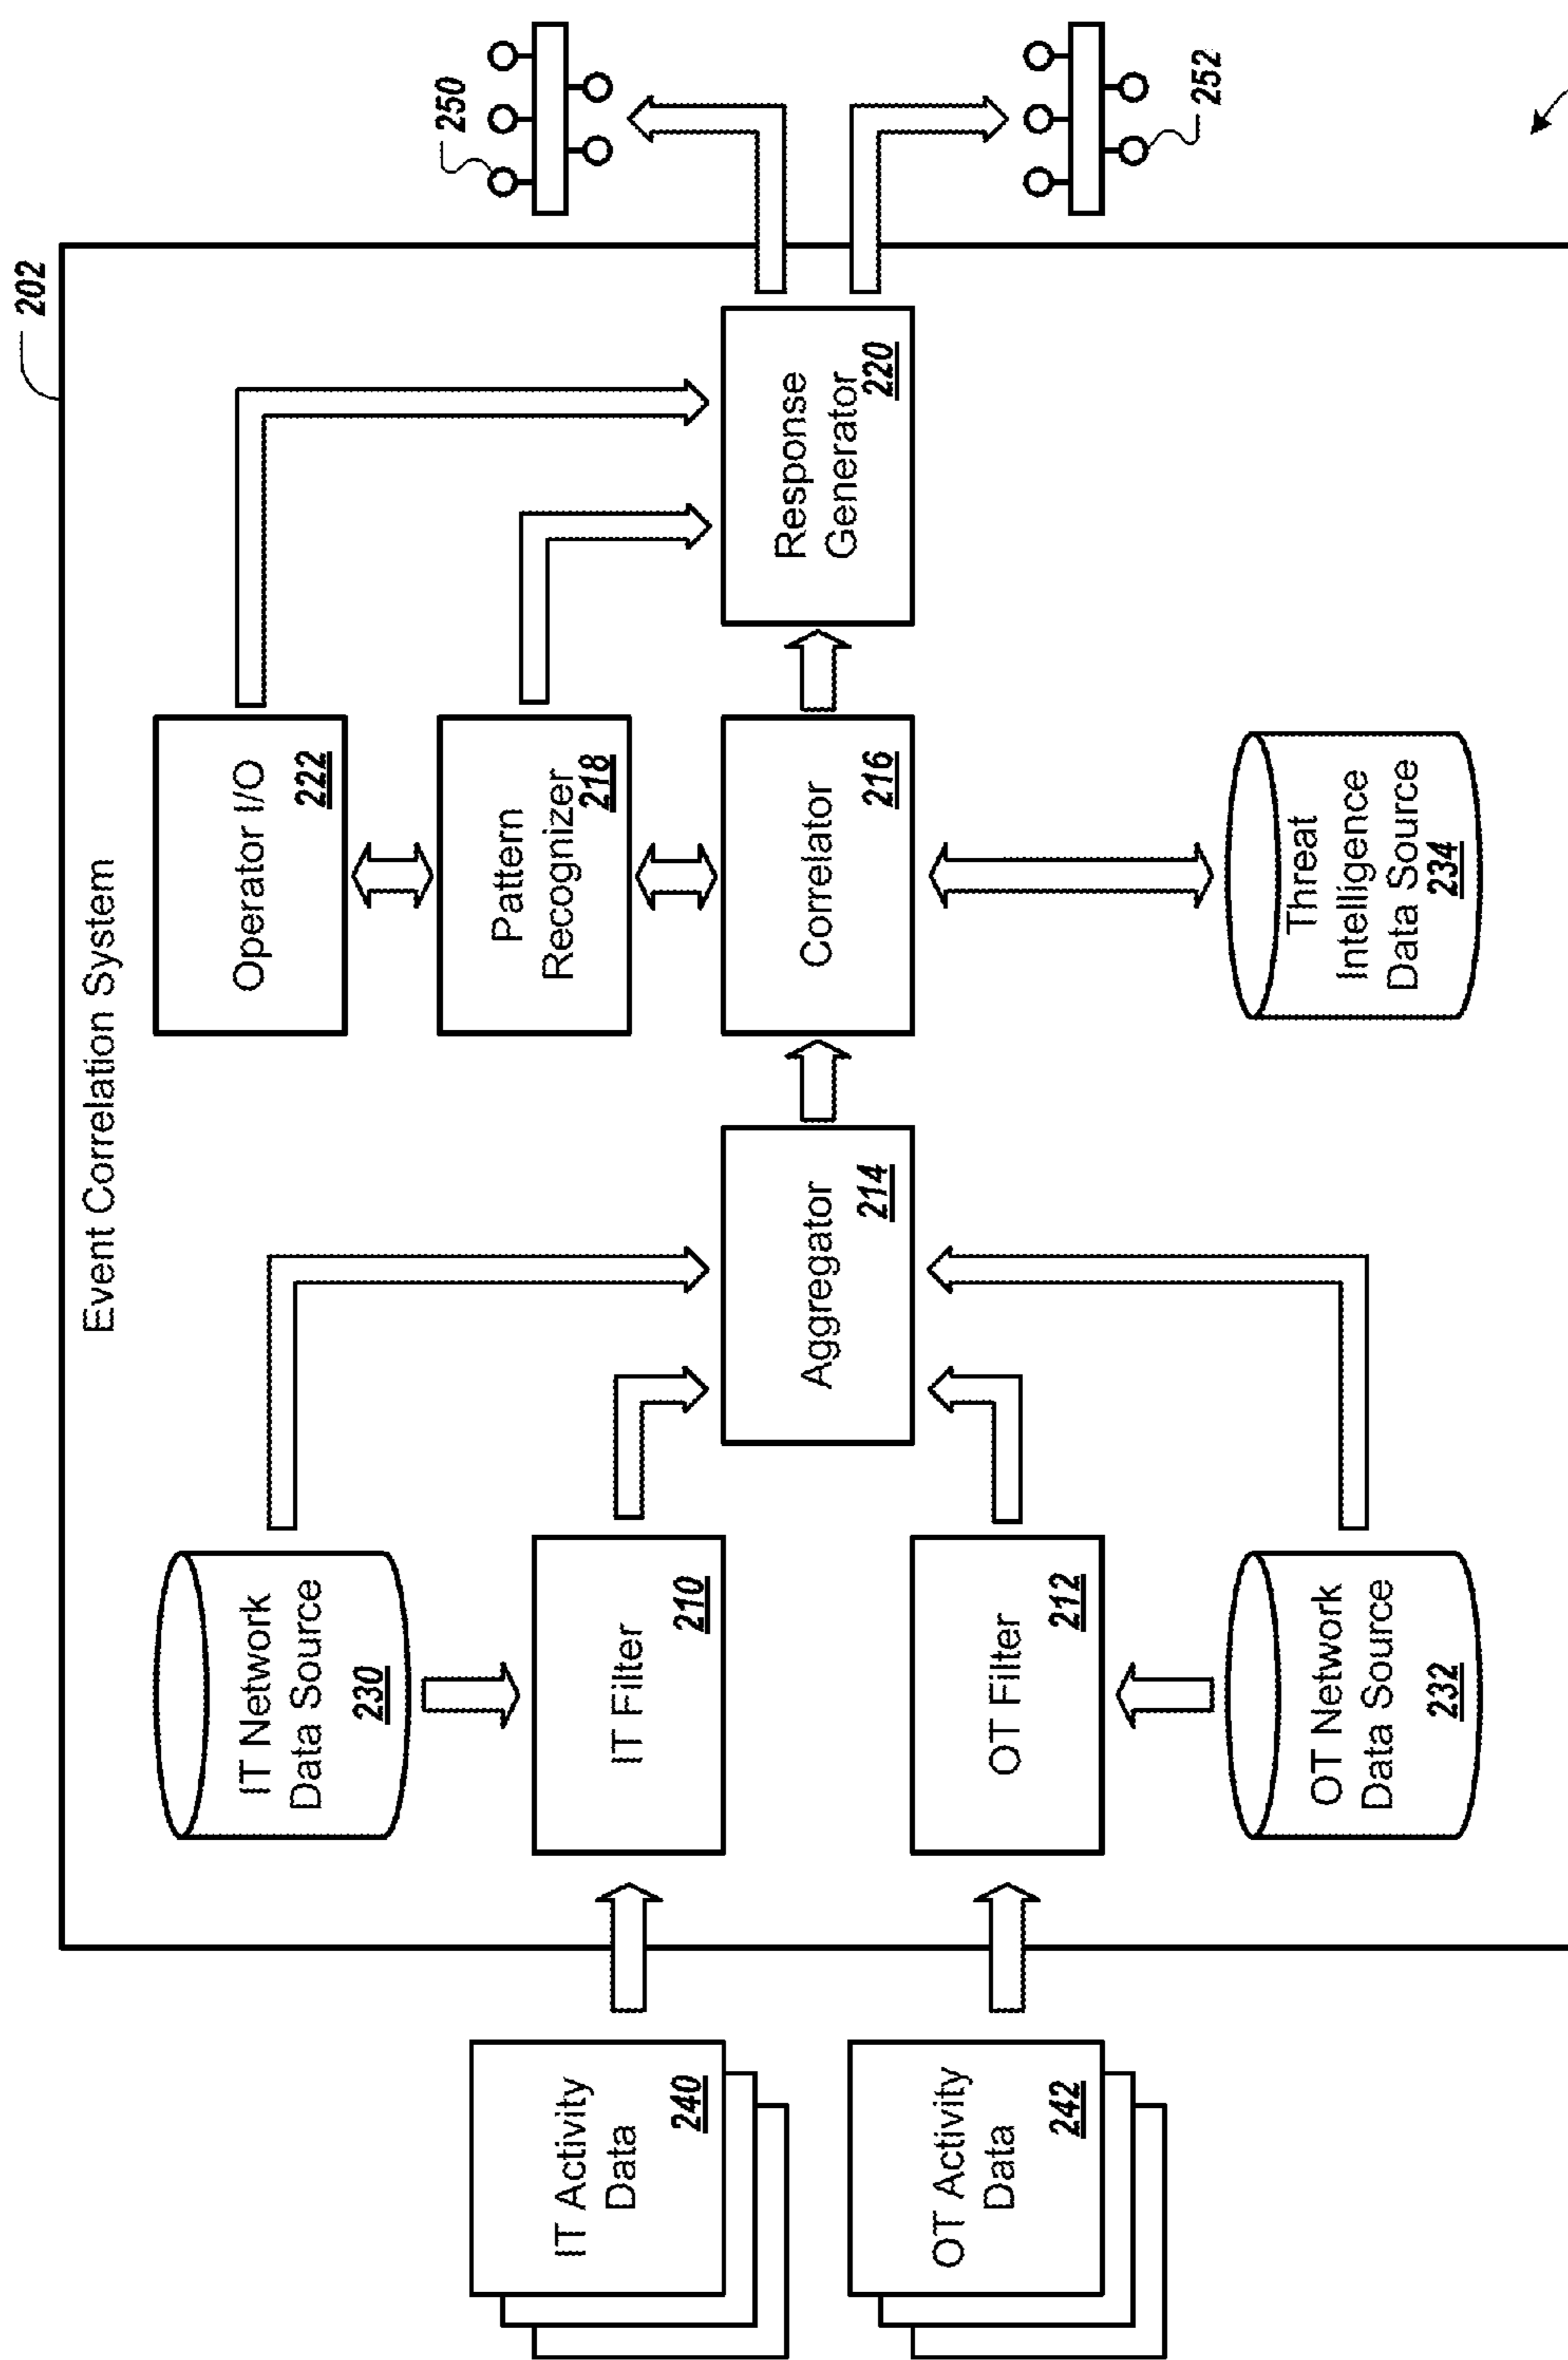 202
Event Correlation System
IT Network
Data Source
230
Operator I/O
222
Pattern
Recognizer
218
IT Activity
Data
240
IT Filter
210
Aggregator
214
Correlator
216
Response
Generator
220
250
OT Activity
Data
242
OT Filter
212
252
OT Network
Data Source
232
Threat
Intelligence
Data Source
234